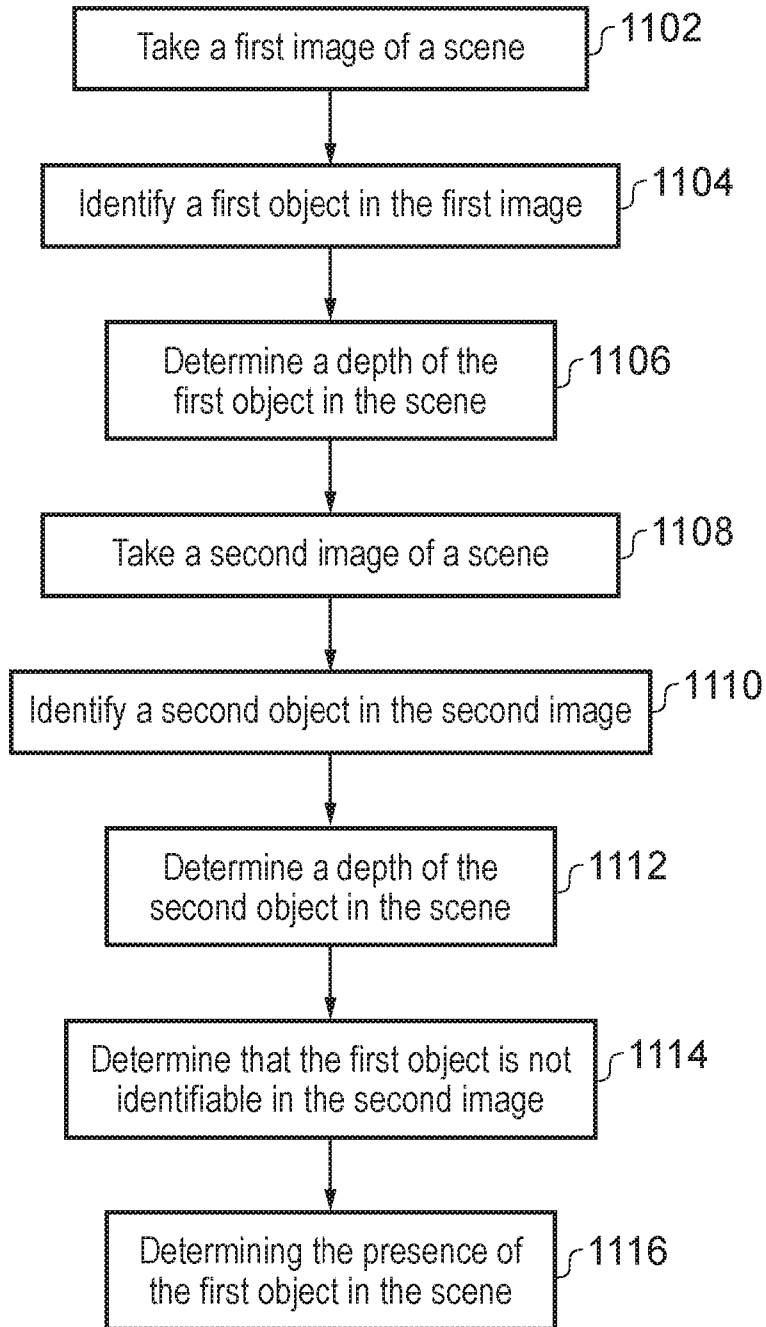 Take a first image of a scene
1102
Identify a first object in the first image
1104
Determine a depth of the
first object in the scene
1106
Take a second image of a scene
1108
Identify a second object in the second image
1110
Determine a depth of the
second object in the scene
1112
Determine that the first object is not
identifiable in the second image
1114
Determining the presence of
the first object in the scene
1116